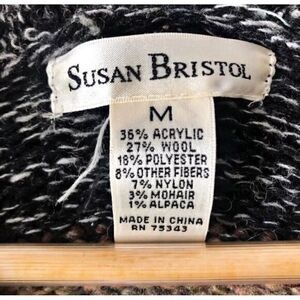 SUSAN BRISTOL
M
36% ACRYLIC
27% WOOL
18% POLYESTER
8% OTHER FIBERS
7% NYLON
3% MOHAIR
1% ALPACA
MADE IN CHINA
RN 75343